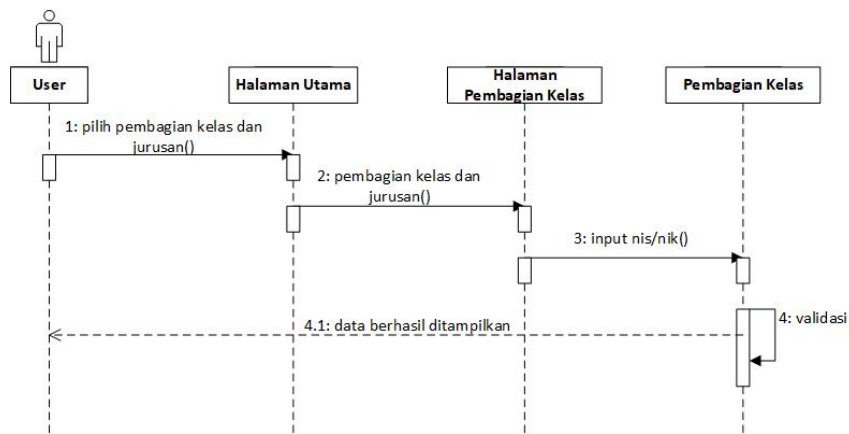 User
Halaman Utama
Halaman
Pembagian Kelas
Pembagian Kelas
1: pilih pembagian kelas dan
jurusan()
2: pembagian kelas dan
jurusan()
3: input nis/nik()
4: validasi
4.1: data berhasil ditampilkan